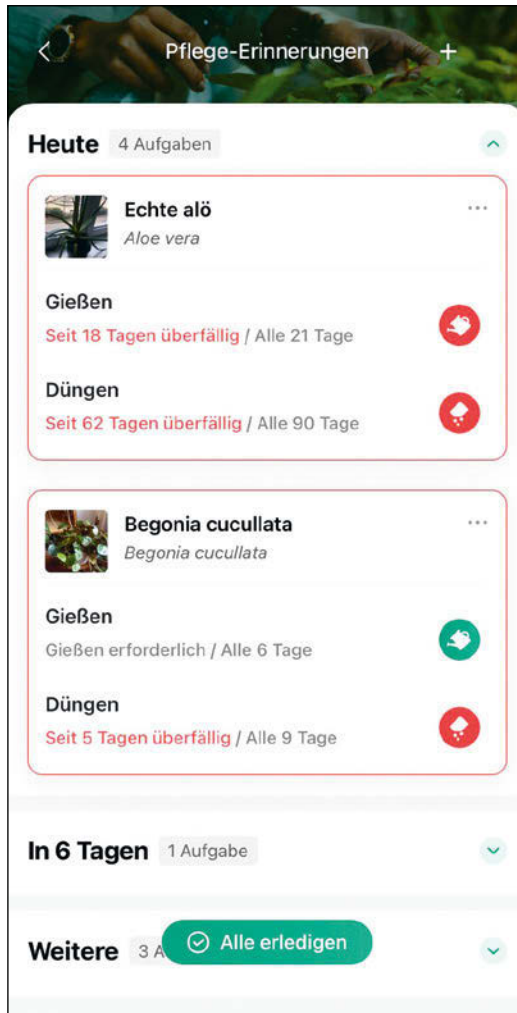 Pflege-Erinnerungen
Heute 4 Aufgaben
Echte alö
Aloe vera
Gießen
Seit 18 Tagen überfällig / Alle 21 Tage
Düngen
Seit 62 Tagen überfällig / Alle 90 Tage
Begonia cucullata
Begonia cucullata
Gießen
Gießen erforderlich / Alle 6 Tage
Düngen
Seit 5 Tagen überfällig / Alle 9 Tage
In 6 Tagen 1 Aufgabe
Weitere 3
Alle erledigen